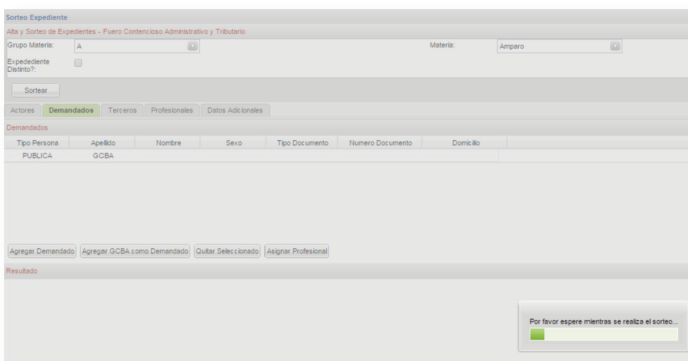 Sorteo Expediente
Alta y Sorteo de Expedientes - Fuero Contencioso Administrativo y Tributario
Grupo Materia: A Materia: Amparo
Expedediente
Distinto?:
Sortear
Actores Demandados Terceros Profesionales Datos Adicionales
Demandados
Tipo Persona Apellido Nombre Sexo Tipo Documento Numero Documento Domicilio
PUBLICA GCBA
Agregar Demandado Agregar GCBA como Demandado Quitar Seleccionado Asignar Profesional
Resultado
Por favor espere mientras se realiza el sorteo...